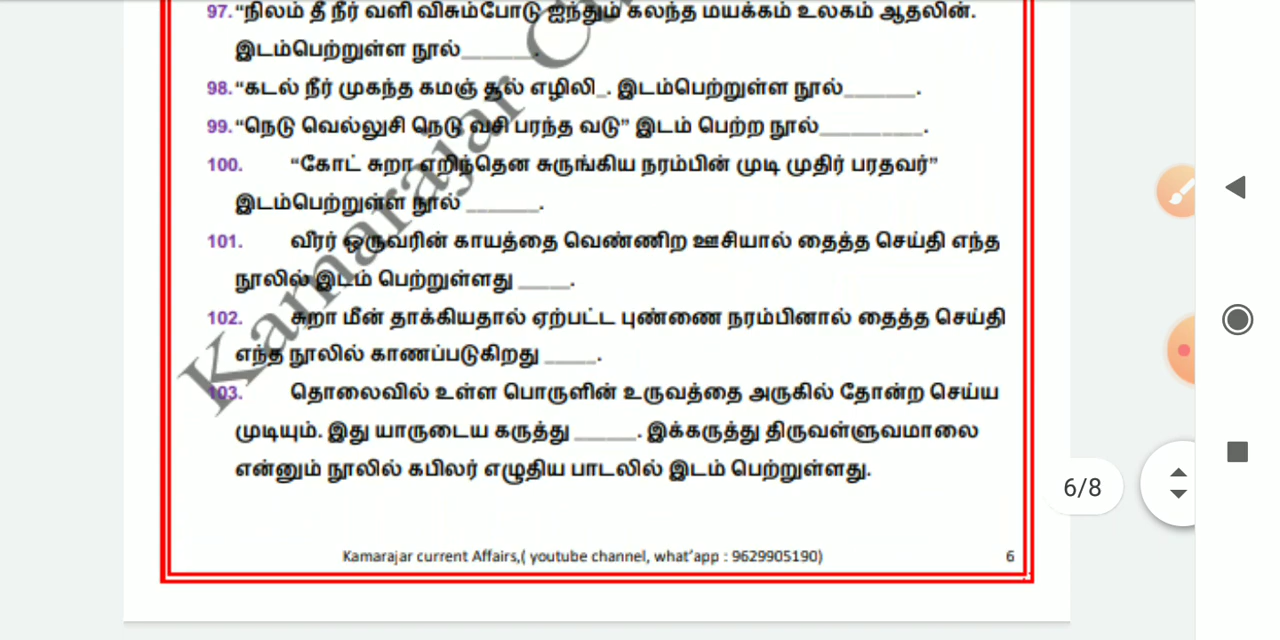 97. “நிலம் தீ நீர் வளி விசும்போடு ஐந்தும் கலந்த மயக்கம் உலகம் ஆதலின்.
இடம்பெற்றுள்ள நூல்_______.
98. “கடல் நீர் முகந்த கமஞ் சூல் எழிலி_. இடம்பெற்றுள்ள நூல்_______.
99. “நெடு வெல்லுசி நெடு வசி பரந்த வடு” இடம் பெற்ற நூல்__________.
100. “கோட் சுறா எறிந்தென சுருங்கிய நரம்பின் முடி முதிர் பரதவர்”
இடம்பெற்றுள்ள நூல் _______.
101. வீரர் ஒருவரின் காயத்தை வெண்ணிற ஊசியால் தைத்த செய்தி எந்த
நூலில் இடம் பெற்றுள்ளது _____.
102. சுறா மீன் தாக்கியதால் ஏற்பட்ட புண்ணை நரம்பினால் தைத்த செய்தி
எந்த நூலில் காணப்படுகிறது _____.
103. தொலைவில் உள்ள பொருளின் உருவத்தை அருகில் தோன்ற செய்ய
முடியும். இது யாருடைய கருத்து ______. இக்கருத்து திருவள்ளுவமாலை
என்னும் நூலில் கபிலர் எழுதிய பாடலில் இடம் பெற்றுள்ளது.
6/8
Kamarajar current Affairs,( youtube channel, what’app : 9629905190) 6
Kamarajar